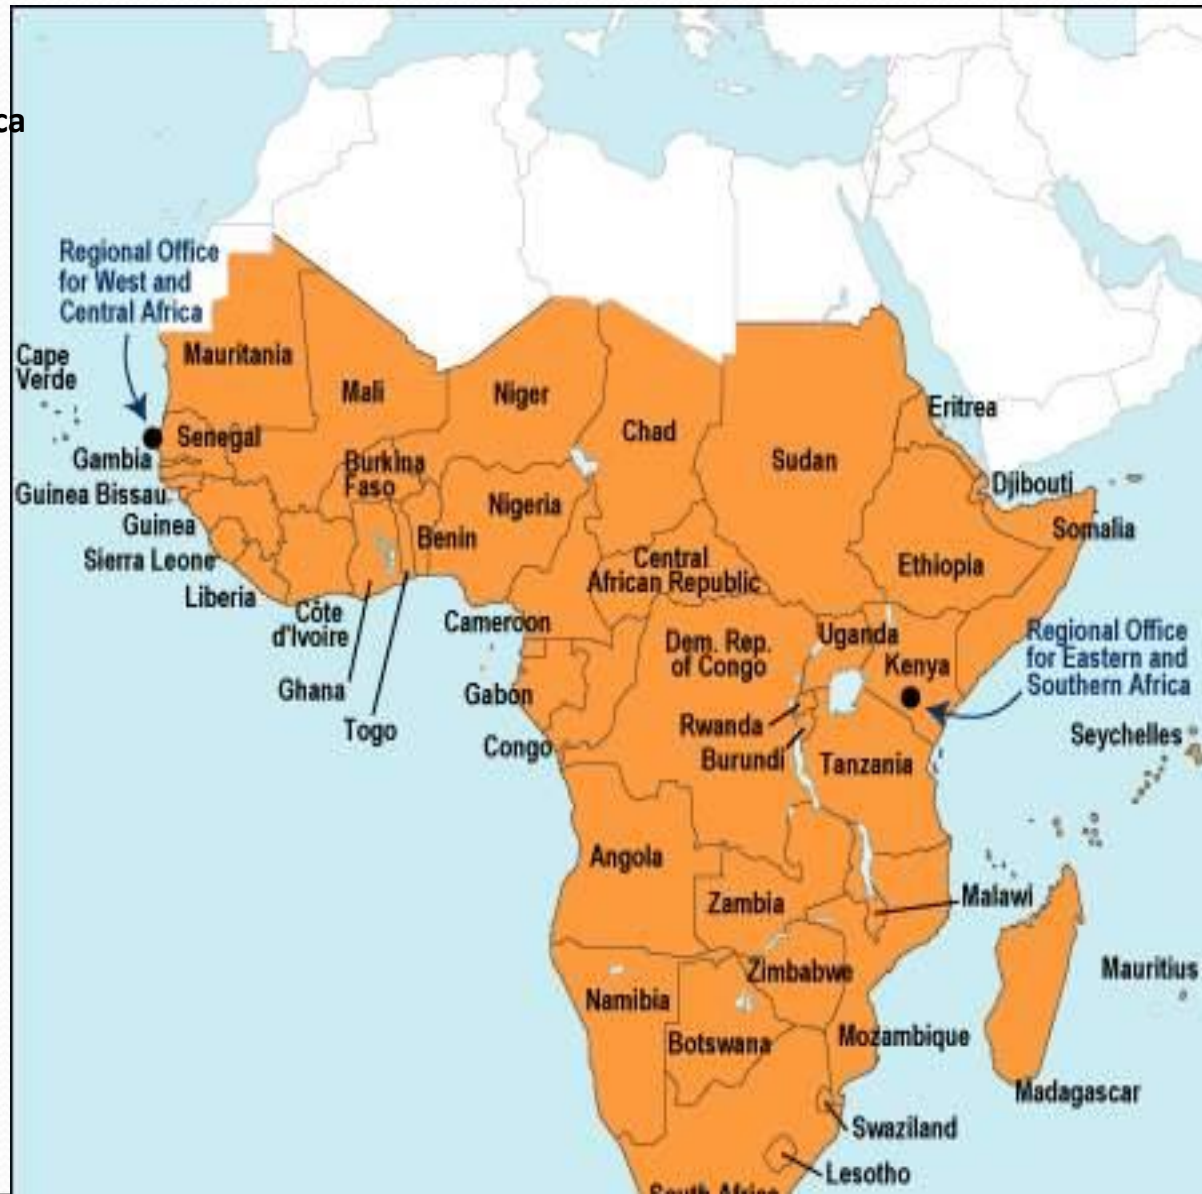 ca
Regional Office
for West and
Central Africa
Cape
Verde
Mauritania
Mali
Niger
Chad
Sudan
Eritrea
Senegal
Gambia
Burkina
Faso
Guinea Bissau
Guinea
Sierra Leone
Liberia
Côte
d'Ivoire
Ghana
Togo
Benin
Nigeria
Cameroon
Central
African Republic
Djibouti
Somalia
Ethiopia
Uganda
Kenya
Regional Office
for Eastern and
Southern Africa
Dem. Rep.
of Congo
Gabón
Congo
Rwanda
Burundi
Tanzania
Seychelles
Angola
Zambia
Malawi
Zimbabwe
Mauritius
Namibia
Botswana
Mozambique
Madagascar
Swaziland
Lesotho
South Africa